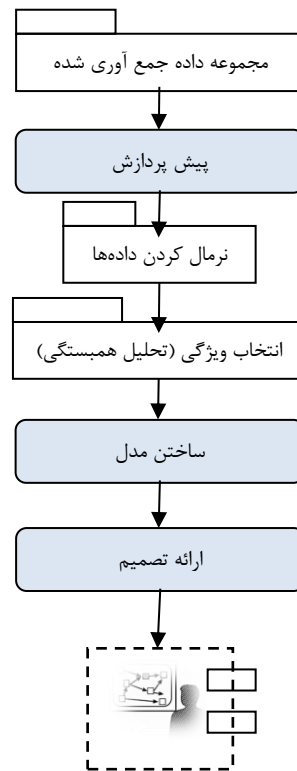 مجموعه داده جمع آوری شده
پیش پردازش
نرمال کردن داده‌ها
انتخاب ویژگی (تحلیل همبستگی)
ساختن مدل
ارائه تصمیم